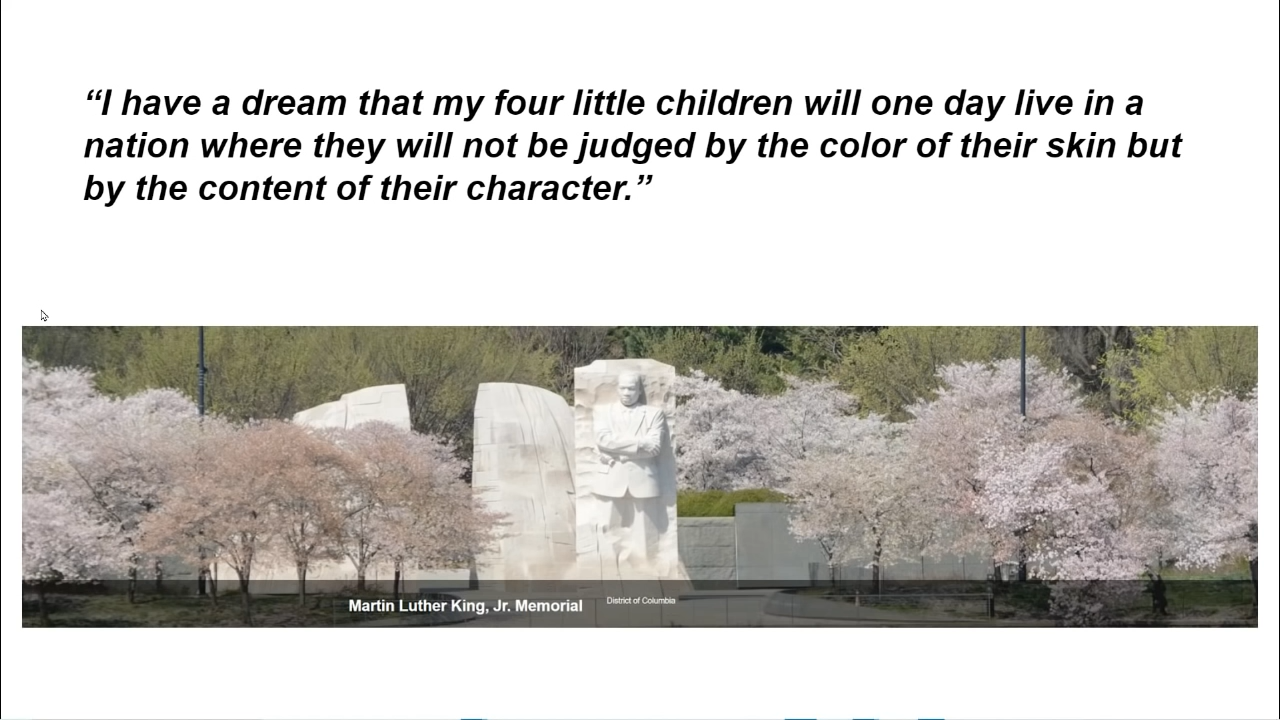 “I have a dream that my four little children will one day live in a
nation where they will not be judged by the color of their skin but
by the content of their character.”
Martin Luther King, Jr. Memorial
District of Columbia